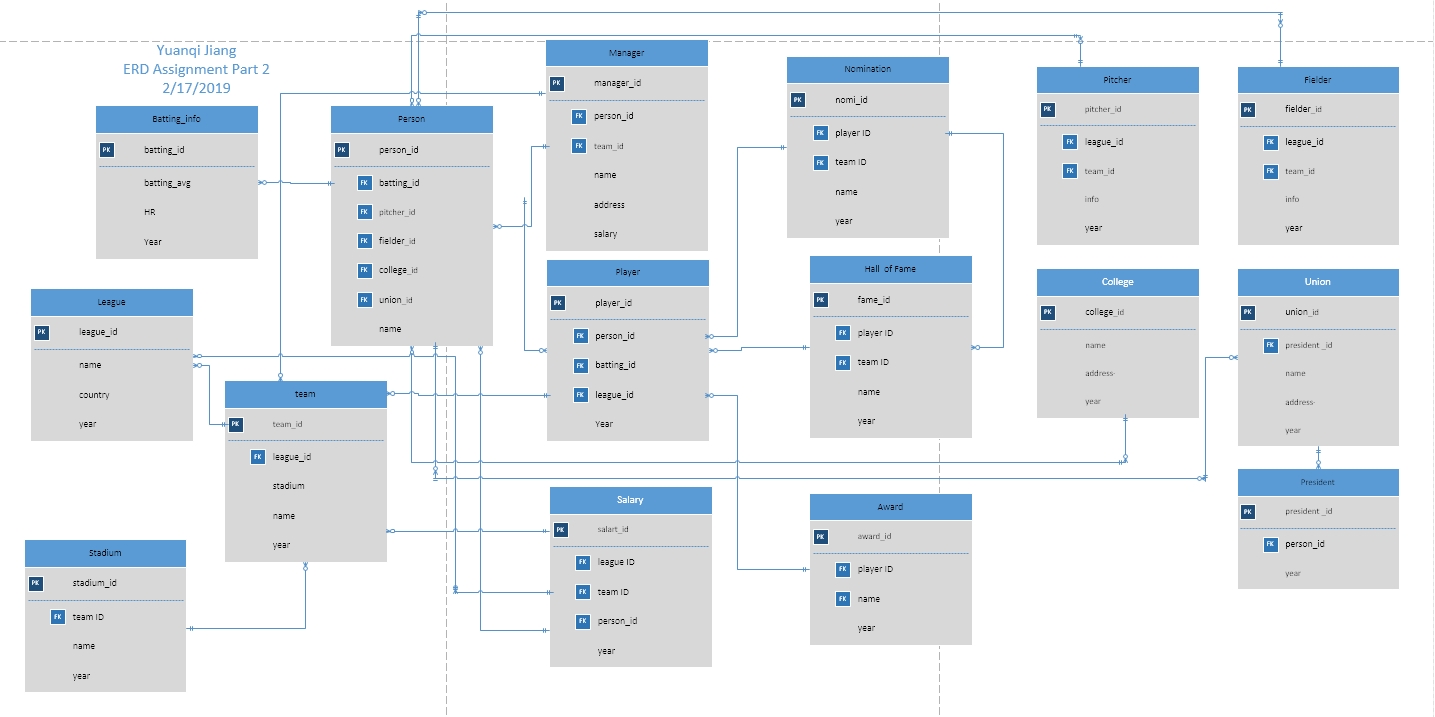 Yuanqi Jiang
ERD Assignment Part 2
2/17/2019
Batting_info
PK batting_id
batting_avg
HR
Year
Person
PK person_id
FK batting_id
FK pitcher_id
FK fielder_id
FK college_id
FK union_id
name
Manager
PK manager_id
FK person_id
FK team_id
name
address
salary
Nomination
PK nomi_id
FK player ID
FK team ID
name
year
Pitcher
PK pitcher_id
FK league_id
FK team_id
info
year
Fielder
PK fielder_id
FK league_id
FK team_id
info
year
League
PK league_id
name
country
year
team
PK team_id
FK league_id
stadium
name
year
Player
PK player_id
FK person_id
FK batting_id
FK league_id
Year
Hall of Fame
PK fame_id
FK player ID
FK team ID
name
year
College
PK college_id
name
address
year
Union
PK union_id
FK president_id
name
address
year
Stadium
PK stadium_id
FK team ID
name
year
Salary
PK salart_id
FK league ID
FK team ID
FK person_id
year
Award
PK award_id
FK player ID
FK name
year
President
PK president_id
FK person_id
year